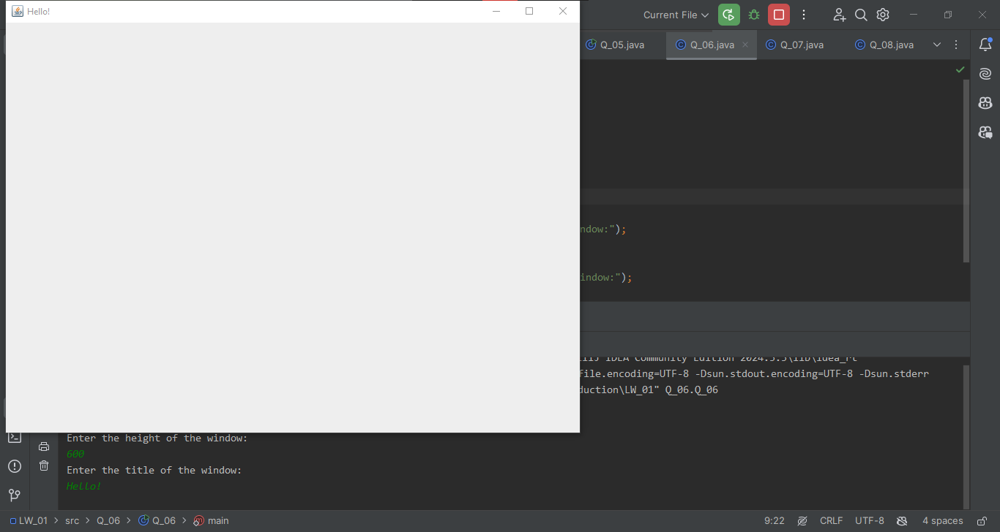 Hello!
Current File
Q_05.java
Q_06.java
Q_07.java
Q_08.java
ndow:");
indow:");
IDEA Community Edition 2024.3.3\lib\idea_rt
file.encoding=UTF-8 -Dsun.stdout.encoding=UTF-8 -Dsun.stderr
duction\LW_01" Q_06.Q_06
Enter the height of the window:
600
Enter the title of the window:
Hello!
LW_01 > src > Q_06 > Q_06 > main
9:22 CRLF UTF-8 4 spaces